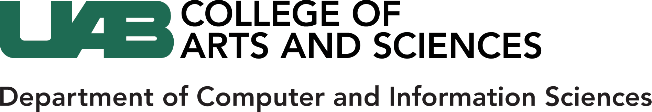 UAB COLLEGE OF
ARTS AND SCIENCES
Department of Computer and Information Sciences